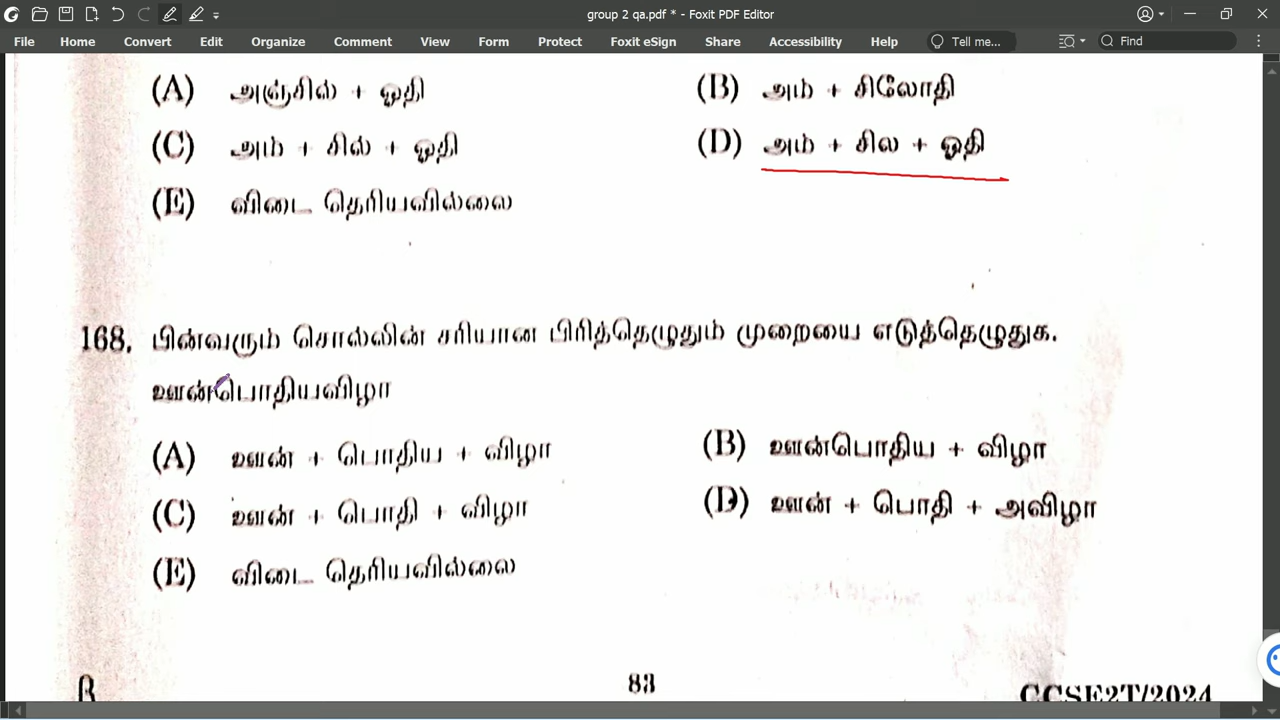 group 2 qa.pdf * - Foxit PDF Editor
File Home Convert Edit Organize Comment View Form Protect Foxit eSign Share Accessibility Help Tell me... Find
(A) அஞ்சில் + ஓதி (B) அம் + சிலோதி
(C) அம் + சில் + ஓதி (D) அம் + சில + ஓதி
(E) விடை தெரியவில்லை
168. பின்வரும் சொல்லின் சரியான பிரித்தெழுதும் முறையை எடுத்தெழுதுக.
ஊன்பொதியவிழா
(A) ஊன் + பொதிய + விழா (B) ஊன்பொதிய + விழா
(C) ஊன் + பொதி + விழா (D) ஊன் + பொதி + அவிழா
(E) விடை தெரியவில்லை
β 83 CCSE2T/2024